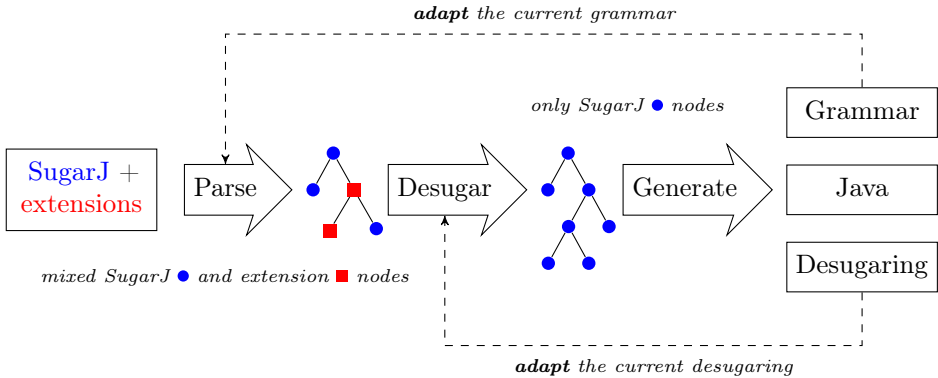 adapt the current grammar
only SugarJ nodes
Grammar
SugarJ +
extensions
Parse
Desugar
Generate
Java
Desugaring
mixed SugarJ and extension nodes
adapt the current desugaring